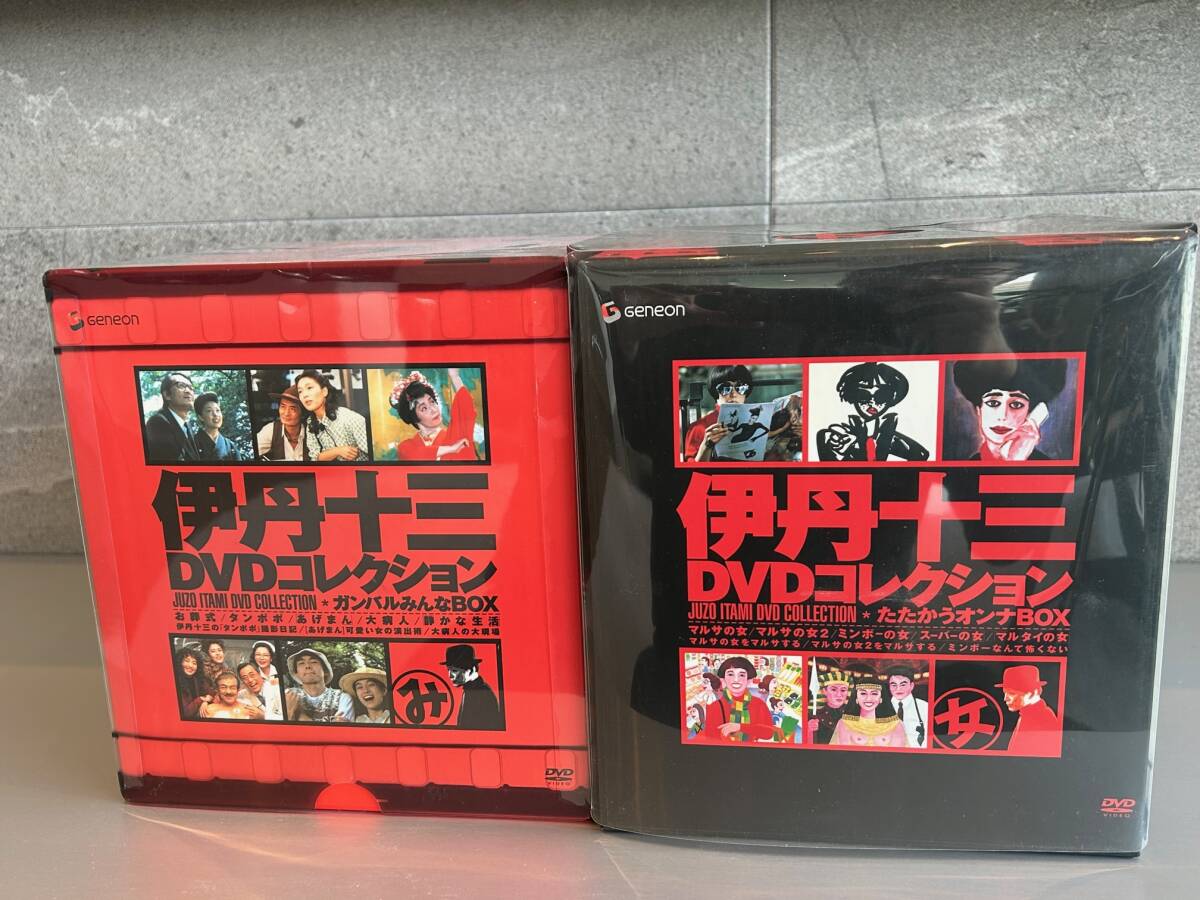 GENEON
伊丹十三
DVDコレクション
JUZO ITAMI DVD COLLECTION * ガンバルみんなBOX
お葬式/タンポポ/あげまん/大病人/静かな生活
伊丹十三の「タンポポ」撮影日記/[あげまん]可愛い女の演出術/大病人の大現場
み
DVD
VIDEO
GENEON
伊丹十三
DVDコレクション
JUZO ITAMI DVD COLLECTION * たたかうオンナBOX
マルサの女/マルサの女2/ミンボーの女/スーパーの女/マルタイの女
マルサの女をマルサする/マルサの女2をマルサする/ミンボーなんて怖くない
女
DVD
VIDEO